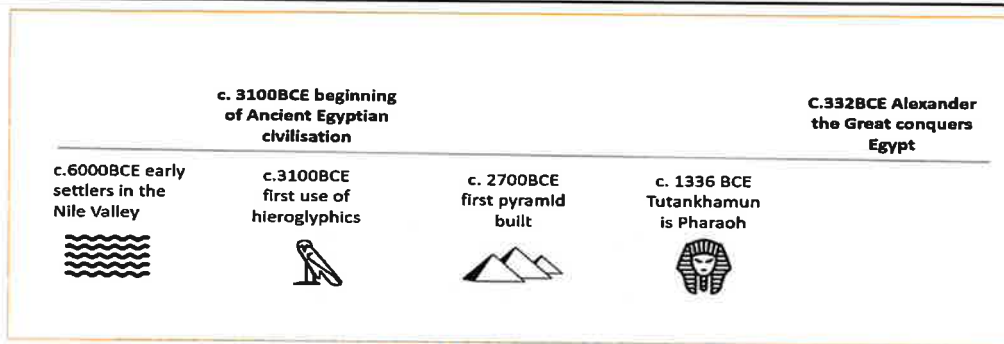 c. 3100BCE beginning
of Ancient Egyptian
civilisation
C.332BCE Alexander
the Great conquers
Egypt
c.6000BCE early
settlers in the
Nile Valley
c.3100BCE
first use of
hieroglyphics
c. 2700BCE
first pyramid
built
c. 1336 BCE
Tutankhamun
is Pharaoh